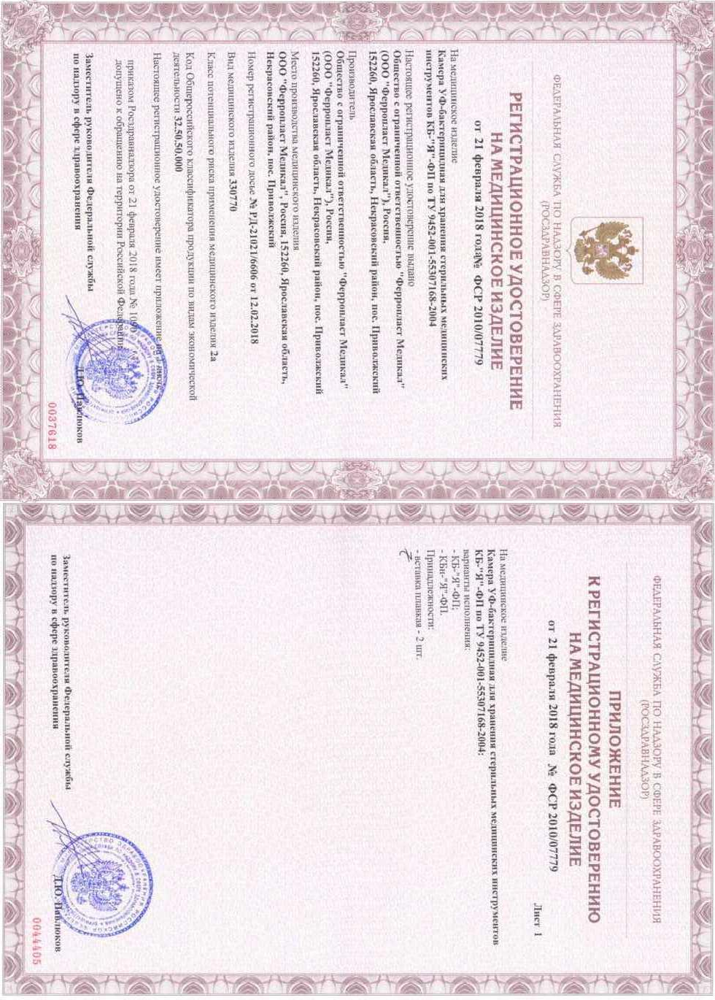 ФЕДЕРАЛЬНАЯ СЛУЖБА ПО НАДЗОРУ В СФЕРЕ ЗДРАВООХРАНЕНИЯ
(РОСЗДРАВНАДЗОР)
РЕГИСТРАЦИОННОЕ УДОСТОВЕРЕНИЕ
НА МЕДИЦИНСКОЕ ИЗДЕЛИЕ
от 21 февраля 2018 года № ФСР 2010/07779
На медицинское изделие
Камера УФ-бактерицидная для хранения стерильных медицинских
инструментов КБ-"Я"-ФП по ТУ 9452-001-55307168-2004
Настоящее регистрационное удостоверение выдано
Общество с ограниченной ответственностью "Ферропласт Медикал"
(ООО "Ферропласт Медикал"), Россия,
152260, Ярославская область, Некрасовский район, пос. Приволжский
Производитель
Общество с ограниченной ответственностью "Ферропласт Медикал"
(ООО "Ферропласт Медикал"), Россия,
152260, Ярославская область, Некрасовский район, пос. Приволжский
Место производства медицинского изделия
ООО "Ферропласт Медикал", Россия, 152260, Ярославская область,
Некрасовский район, пос. Приволжский
Номер регистрационного досье № РД-21021/6606 от 12.02.2018
Вид медицинского изделия 330770
Класс потенциального риска применения медицинского изделия 2а
Код Общероссийского классификатора продукции по видам экономической
деятельности 32.50.50.000
Настоящее регистрационное удостоверение имеет приложение на 1 листе
приказом Росздравнадзора от 21 февраля 2018 года №
допущено к обращению на территории Российской Федерации
Заместитель руководителя Федеральной службы
по надзору в сфере здравоохранения
Д.Ю. Павлюков
0037618
ФЕДЕРАЛЬНАЯ СЛУЖБА ПО НАДЗОРУ В СФЕРЕ ЗДРАВООХРАНЕНИЯ
(РОСЗДРАВНАДЗОР)
ПРИЛОЖЕНИЕ
К РЕГИСТРАЦИОННОМУ УДОСТОВЕРЕНИЮ
НА МЕДИЦИНСКОЕ ИЗДЕЛИЕ
от 21 февраля 2018 года № ФСР 2010/07779
Лист 1
На медицинское изделие
Камера УФ-бактерицидная для хранения стерильных медицинских инструментов
КБ-"Я"-ФП по ТУ 9452-001-55307168-2004:
варианты исполнения:
- КБ-"Я"-ФП;
- КБн-"Я"-ФП.
Принадлежности:
- вставка плавкая - 2 шт.
Заместитель руководителя Федеральной службы
по надзору в сфере здравоохранения
Д.Ю. Павлюков
0044405